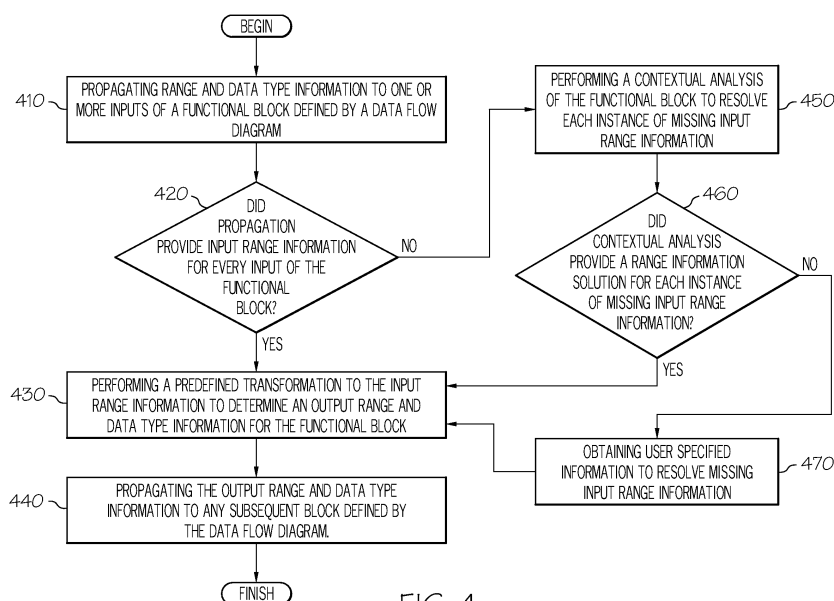 BEGIN
410
PROPAGATING RANGE AND DATA TYPE INFORMATION TO ONE OR
MORE INPUTS OF A FUNCTIONAL BLOCK DEFINED BY A DATA FLOW
DIAGRAM
420
DID
PROPAGATION
PROVIDE INPUT RANGE INFORMATION
FOR EVERY INPUT OF THE
FUNCTIONAL
BLOCK?
NO
YES
430
PERFORMING A PREDEFINED TRANSFORMATION TO THE INPUT
RANGE INFORMATION TO DETERMINE AN OUTPUT RANGE AND
DATA TYPE INFORMATION FOR THE FUNCTIONAL BLOCK
440
PROPAGATING THE OUTPUT RANGE AND DATA TYPE
INFORMATION TO ANY SUBSEQUENT BLOCK DEFINED BY
THE DATA FLOW DIAGRAM.
FINISH
PERFORMING A CONTEXTUAL ANALYSIS
OF THE FUNCTIONAL BLOCK TO RESOLVE
EACH INSTANCE OF MISSING INPUT
RANGE INFORMATION
450
460
DID
CONTEXTUAL ANALYSIS
PROVIDE A RANGE INFORMATION
SOLUTION FOR EACH INSTANCE
OF MISSING INPUT RANGE
INFORMATION?
NO
YES
OBTAINING USER SPECIFIED
INFORMATION TO RESOLVE MISSING
INPUT RANGE INFORMATION
470
FIG. 4